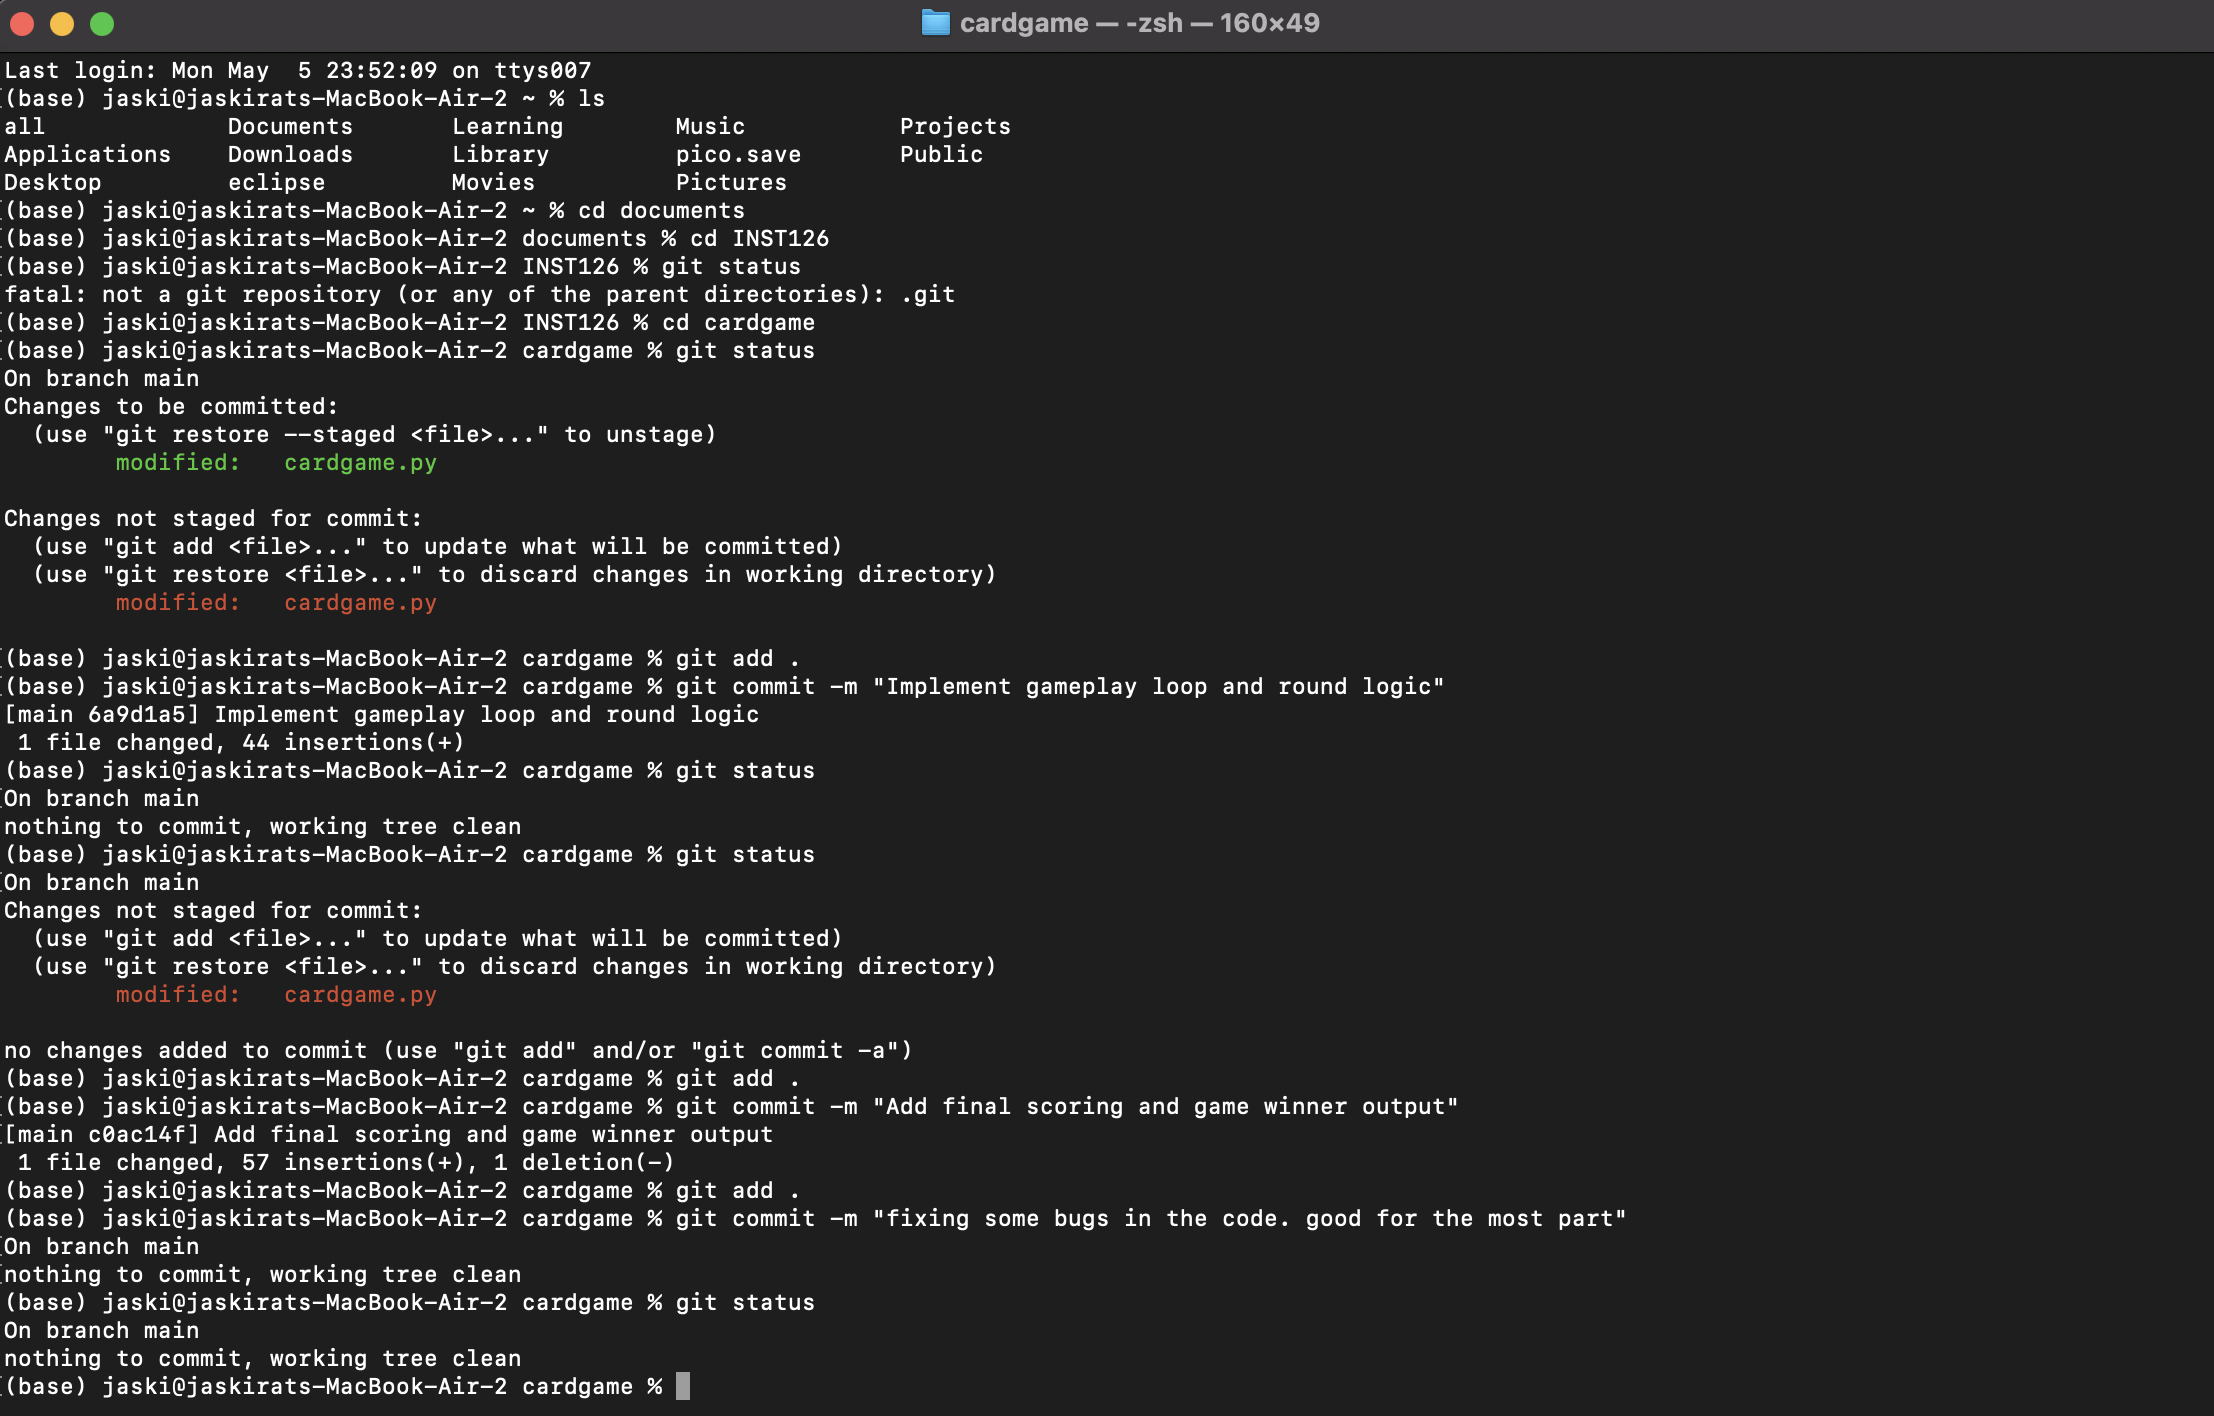 cardgame — -zsh — 160×49
Last login: Mon May  5 23:52:09 on ttys007
(base) jaski@jaskirats-MacBook-Air-2 ~ % ls
all             Documents       Learning        Music           Projects
Applications    Downloads       Library         pico.save       Public
Desktop         eclipse         Movies          Pictures
(base) jaski@jaskirats-MacBook-Air-2 ~ % cd documents
(base) jaski@jaskirats-MacBook-Air-2 documents % cd INST126
(base) jaski@jaskirats-MacBook-Air-2 INST126 % git status
fatal: not a git repository (or any of the parent directories): .git
(base) jaski@jaskirats-MacBook-Air-2 INST126 % cd cardgame
(base) jaski@jaskirats-MacBook-Air-2 cardgame % git status
On branch main
Changes to be committed:
  (use "git restore --staged <file>..." to unstage)
        modified:   cardgame.py

Changes not staged for commit:
  (use "git add <file>..." to update what will be committed)
  (use "git restore <file>..." to discard changes in working directory)
        modified:   cardgame.py

(base) jaski@jaskirats-MacBook-Air-2 cardgame % git add .
(base) jaski@jaskirats-MacBook-Air-2 cardgame % git commit -m "Implement gameplay loop and round logic"
[main 6a9d1a5] Implement gameplay loop and round logic
 1 file changed, 44 insertions(+)
(base) jaski@jaskirats-MacBook-Air-2 cardgame % git status
On branch main
nothing to commit, working tree clean
(base) jaski@jaskirats-MacBook-Air-2 cardgame % git status
On branch main
Changes not staged for commit:
  (use "git add <file>..." to update what will be committed)
  (use "git restore <file>..." to discard changes in working directory)
        modified:   cardgame.py

no changes added to commit (use "git add" and/or "git commit -a")
(base) jaski@jaskirats-MacBook-Air-2 cardgame % git add .
(base) jaski@jaskirats-MacBook-Air-2 cardgame % git commit -m "Add final scoring and game winner output"
[main c0ac14f] Add final scoring and game winner output
 1 file changed, 57 insertions(+), 1 deletion(-)
(base) jaski@jaskirats-MacBook-Air-2 cardgame % git add .
(base) jaski@jaskirats-MacBook-Air-2 cardgame % git commit -m "fixing some bugs in the code. good for the most part"
On branch main
nothing to commit, working tree clean
(base) jaski@jaskirats-MacBook-Air-2 cardgame % git status
On branch main
nothing to commit, working tree clean
(base) jaski@jaskirats-MacBook-Air-2 cardgame %